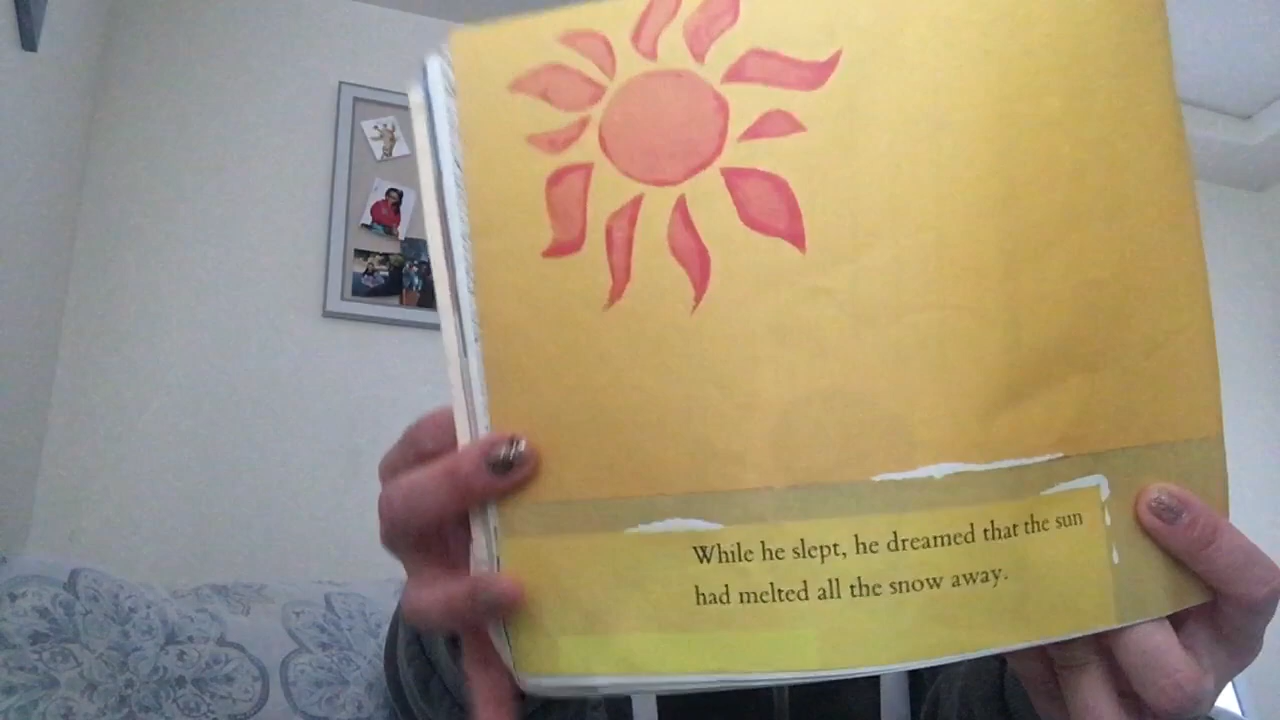 While he slept, he dreamed that the sun
had melted all the snow away.